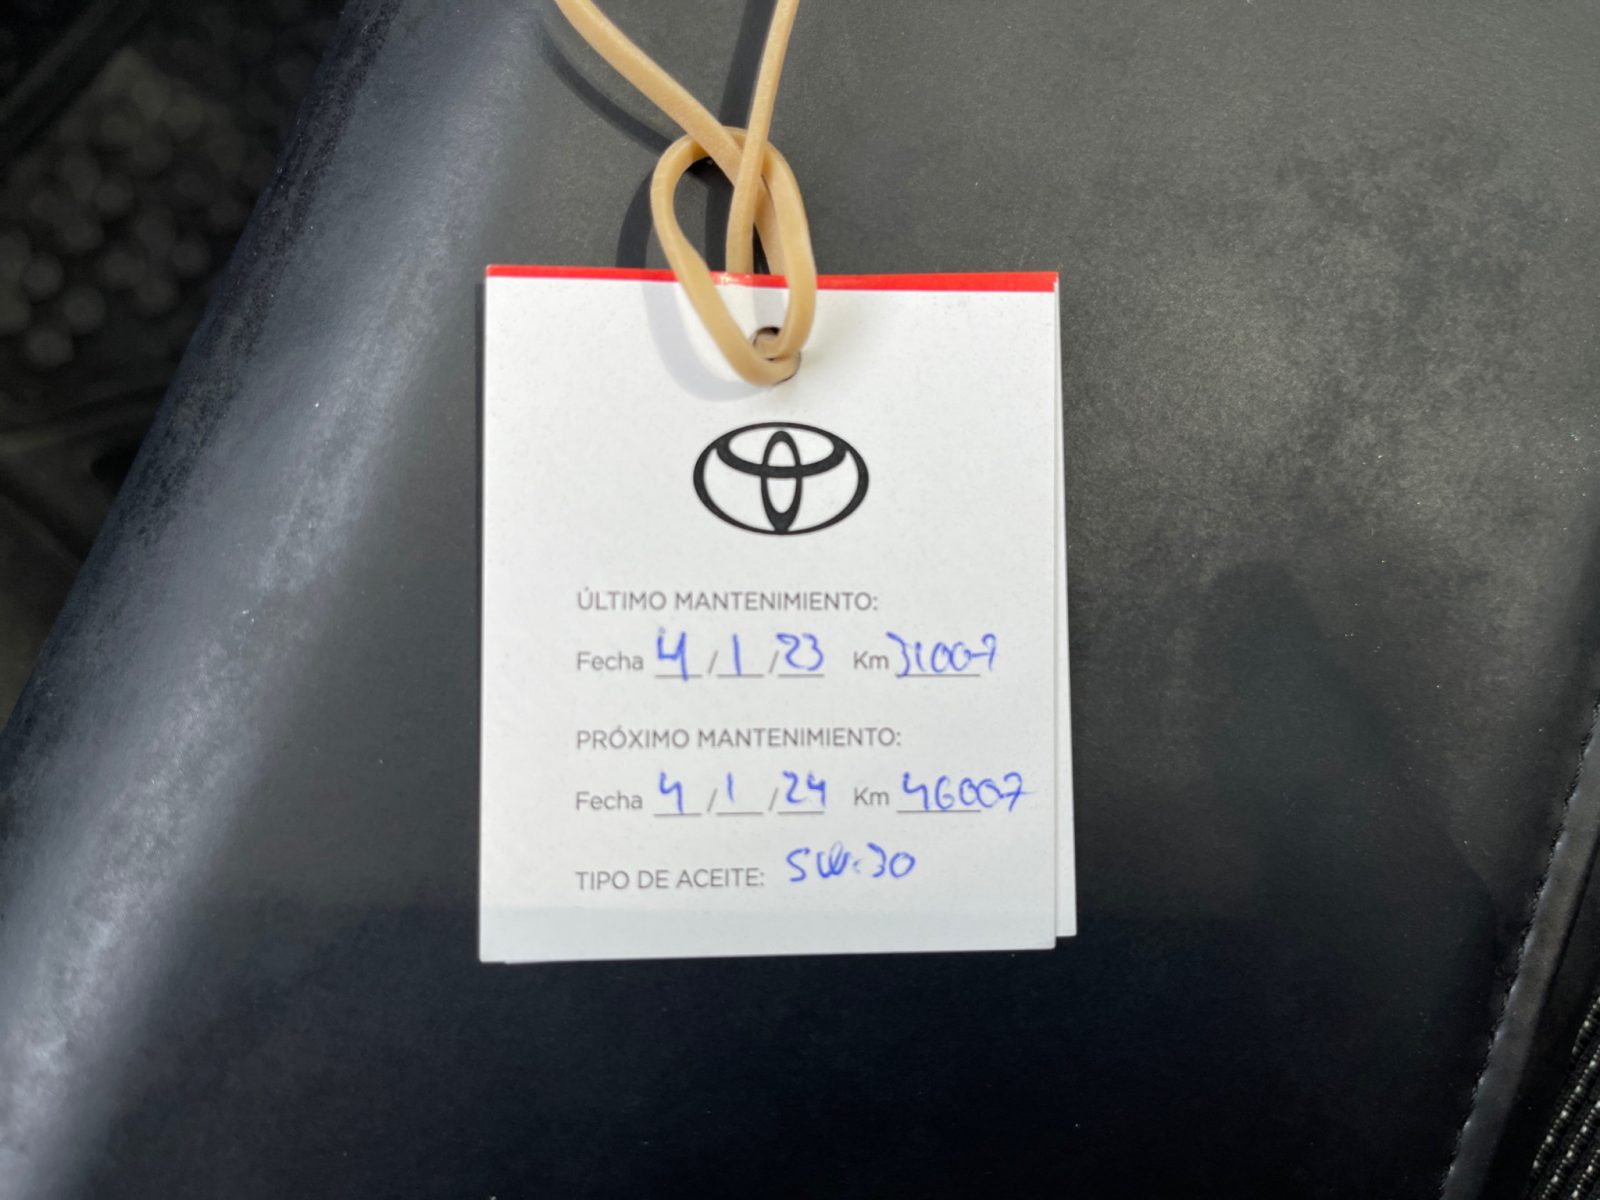 ÚLTIMO MANTENIMIENTO:
Fecha 4/1/23 Km 31007
PRÓXIMO MANTENIMIENTO:
Fecha 4/1/24 Km 46007
TIPO DE ACEITE: 5W-30